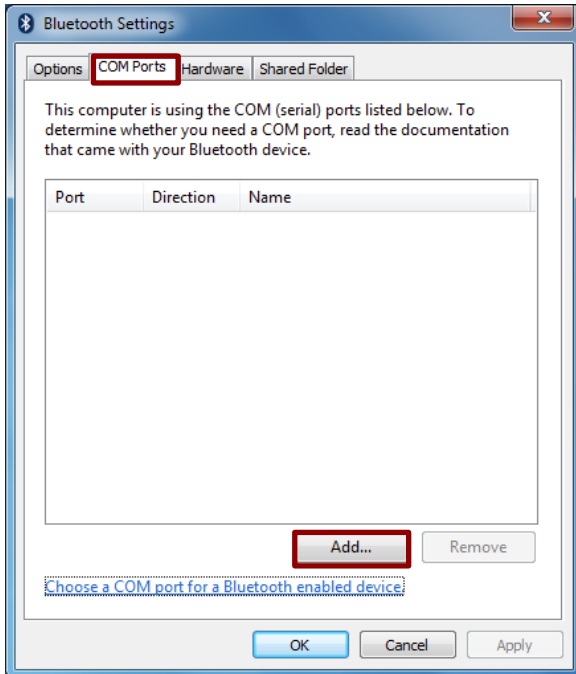 Bluetooth Settings
Options COM Ports Hardware Shared Folder
This computer is using the COM (serial) ports listed below. To
determine whether you need a COM port, read the documentation
that came with your Bluetooth device.
Port Direction Name
Add... Remove
Choose a COM port for a Bluetooth enabled device.
OK Cancel Apply